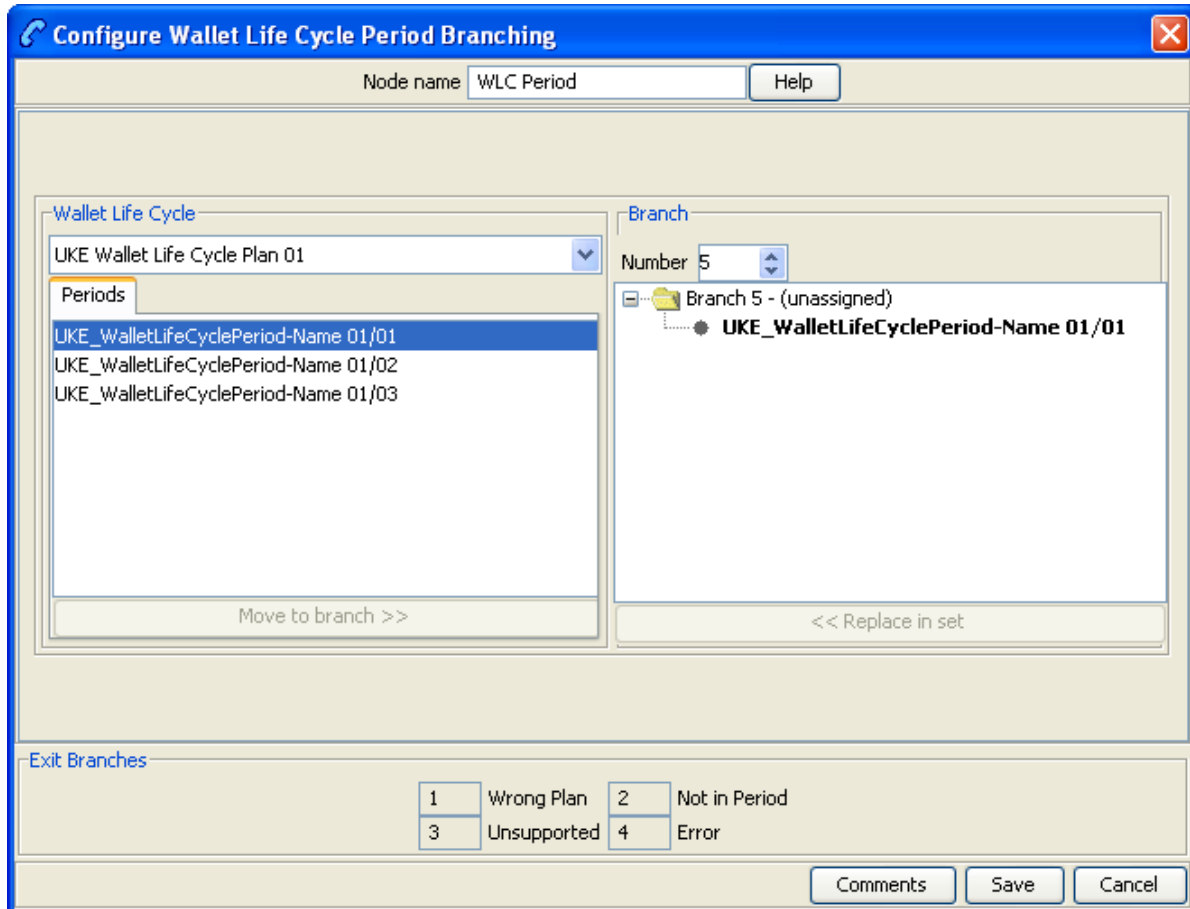 Configure Wallet Life Cycle Period Branching
Node name WLC Period Help
Wallet Life Cycle
UKE Wallet Life Cycle Plan 01
Periods
UKE_WalletLifeCyclePeriod-Name 01/01
UKE_WalletLifeCyclePeriod-Name 01/02
UKE_WalletLifeCyclePeriod-Name 01/03
Move to branch >>
Branch
Number 5
Branch 5 - (unassigned)
UKE_WalletLifeCyclePeriod-Name 01/01
<< Replace in set
Exit Branches
1 Wrong Plan 2 Not in Period
3 Unsupported 4 Error
Comments Save Cancel